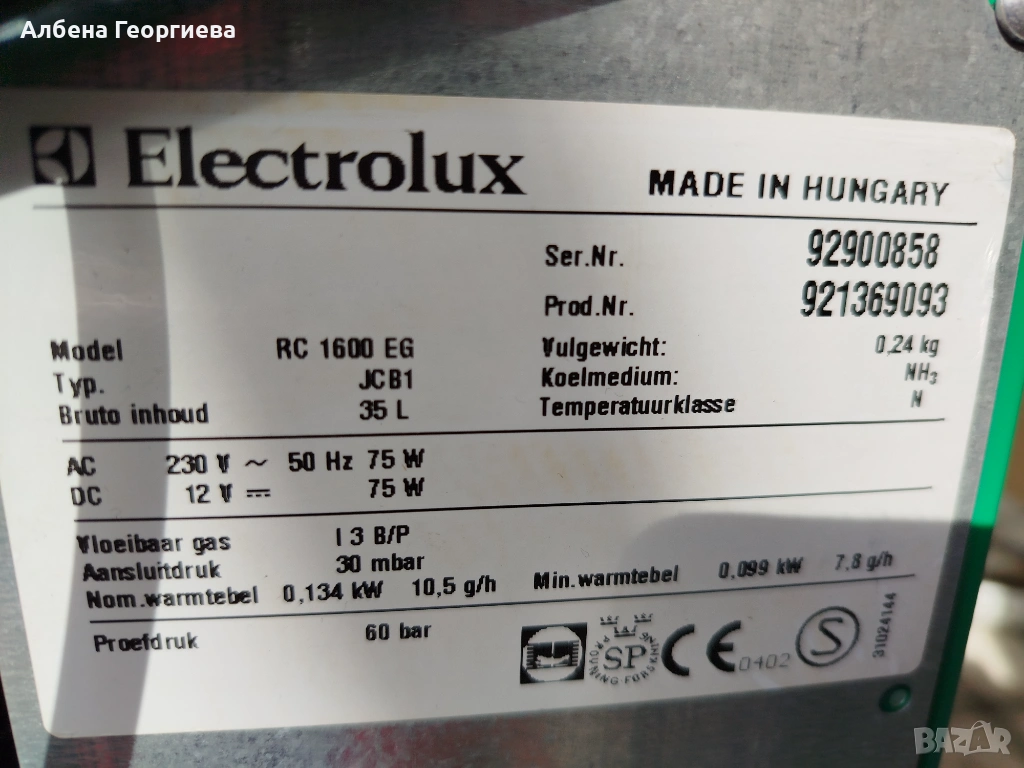 Албена Георгиева
Electrolux
MADE IN HUNGARY
Ser.Nr. 92900858
Prod.Nr. 921369093
Model RC 1600 EG
Typ. JCB1
Bruto inhoud 35 L
Vulgewicht: 0,24 kg
Koelmedium: NH₃
Temperatuurklasse N
AC 230 V ~ 50 Hz 75 W
DC 12 V ⎓ 75 W
Vloeibaar gas I 3 B/P
Aansluitdruk 30 mbar
Nom.warmtebel 0,134 kW 10,5 g/h Min.warmtebel 0,099 kW 7,8 g/h
Proefdruk 60 bar
SP
CE 0402
S
31024144
BAZAR